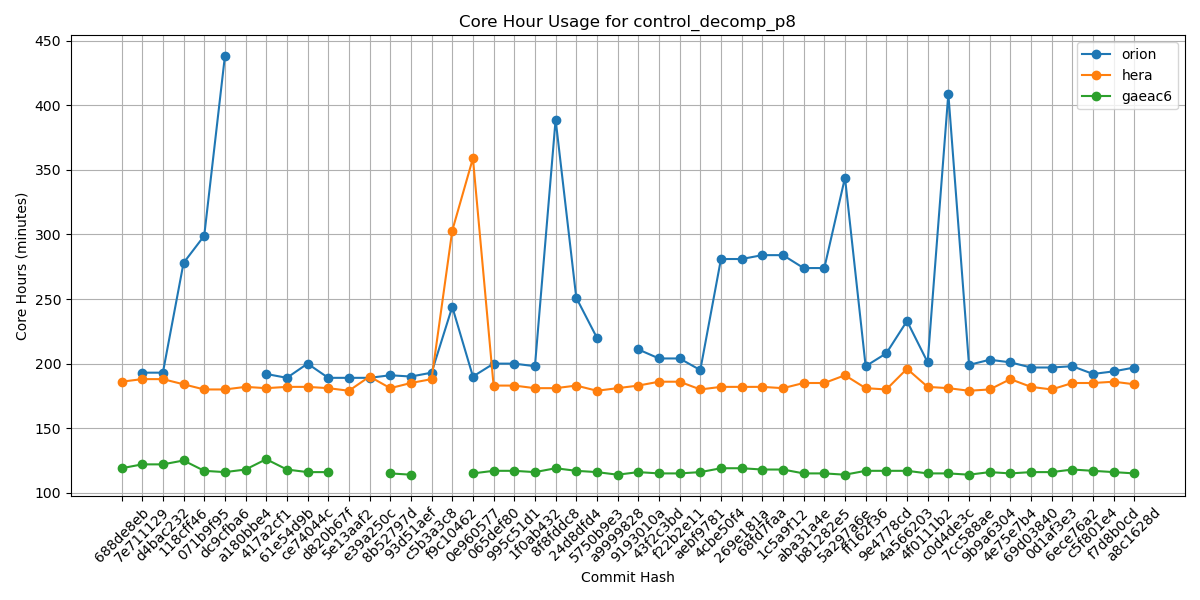 Core Hour Usage for control_decomp_p8
450
400
350
300
250
200
150
100
Core Hours (minutes)
orion
hera
gaeac6
688de8eb
7e711129
d4bac232
118cff46
071b9f95
dc9cfba6
a180bbe4
417a2cf1
61e54d9b
ce74044c
d820b67f
5e13aaf2
e39a250c
8b52797d
93d51aef
c5b3a3c8
f9c10462
0e960577
065def80
995c51d1
1f0ab432
8f8fd6c8
24d8dfd4
5750b9e3
a9999828
9193010a
43f253bd
f22b2e11
aebf9781
4cbe50f4
269e181a
68fd7faa
1c5a9f12
aba31a4e
b81282e5
5a297a6e
ff162f36
9e4778cd
4a566203
4f011b2
c0d4de3c
7cc588ae
9b9a6304
4e75e7b4
69d03840
0d1af3e3
6ece76a2
c5f801e4
f7d8b0cd
a8c1628d
Commit Hash